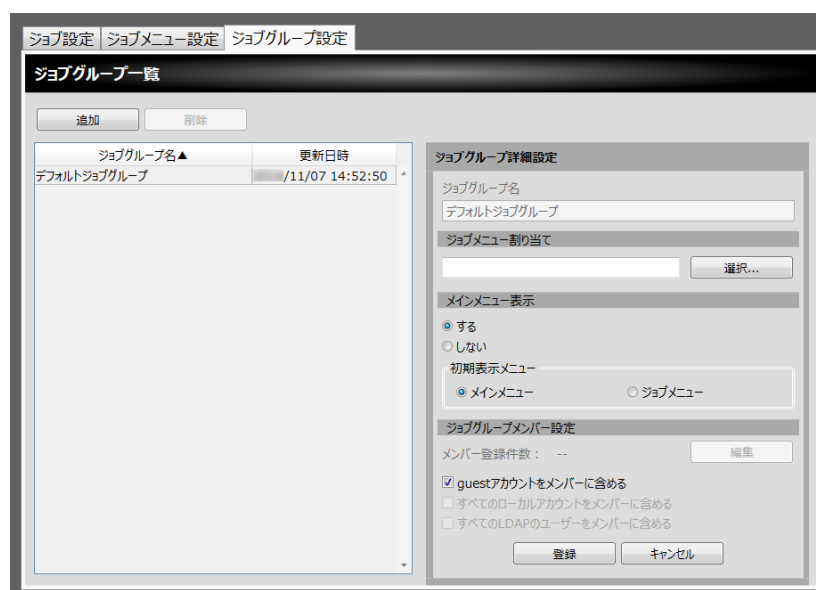 ジョブ設定 ジョブメニュー設定 ジョブグループ設定
ジョブグループ一覧
追加 削除
ジョブグループ名▲ 更新日時
デフォルトジョブグループ /11/07 14:52:50
ジョブグループ詳細設定
ジョブグループ名
デフォルトジョブグループ
ジョブメニュー割り当て
選択...
メインメニュー表示
する
しない
初期表示メニュー
メインメニュー ジョブメニュー
ジョブグループメンバー設定
メンバー登録件数： -- 編集
guestアカウントをメンバーに含める
すべてのローカルアカウントをメンバーに含める
すべてのLDAPのユーザーをメンバーに含める
登録 キャンセル